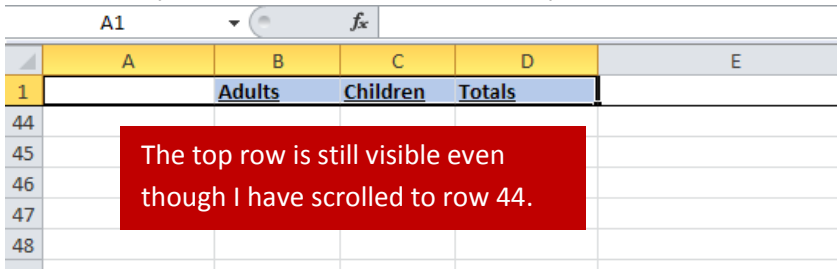 A1 fx
A B C D E
1 Adults Children Totals
44
45
46
47
48
The top row is still visible even
though I have scrolled to row 44.